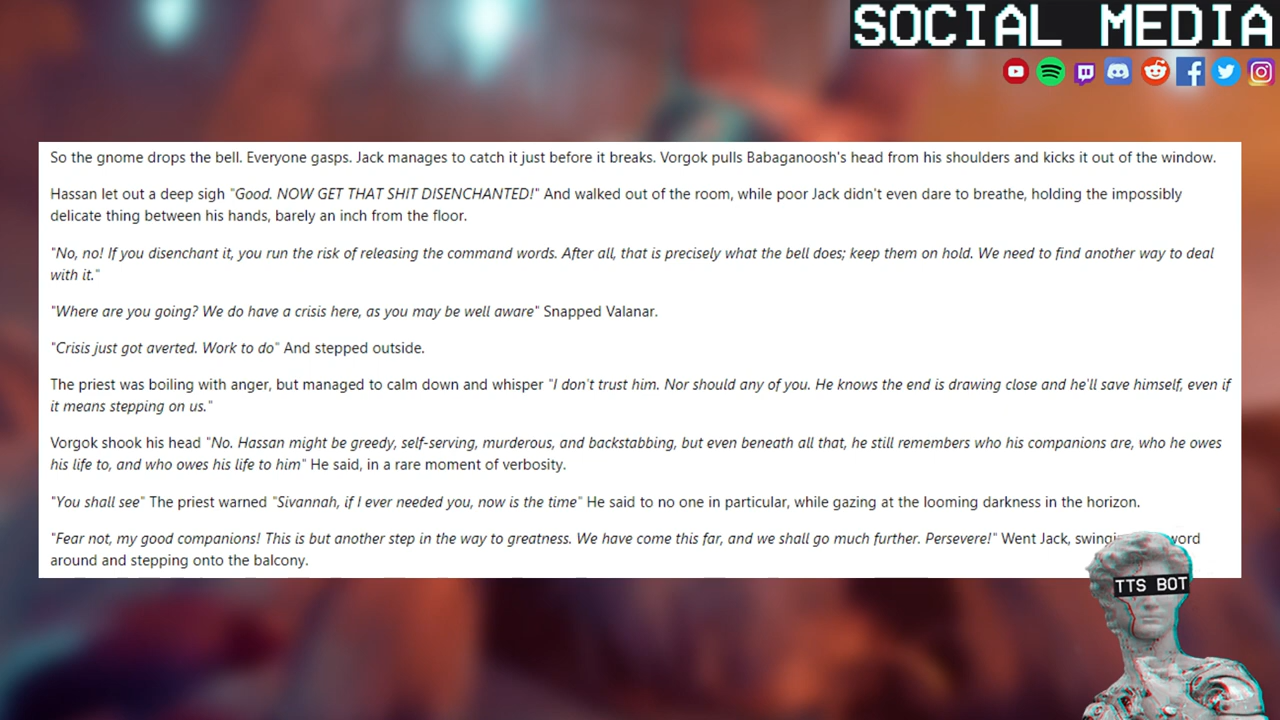 SOCIAL MEDIA
So the gnome drops the bell. Everyone gasps. Jack manages to catch it just before it breaks. Vorgok pulls Babaganoosh's head from his shoulders and kicks it out of the window.
Hassan let out a deep sigh "Good. NOW GET THAT SHIT DISENCHANTED!" And walked out of the room, while poor Jack didn't even dare to breathe, holding the impossibly
delicate thing between his hands, barely an inch from the floor.
"No, no! If you disenchant it, you run the risk of releasing the command words. After all, that is precisely what the bell does; keep them on hold. We need to find another way to deal
with it."
"Where are you going? We do have a crisis here, as you may be well aware" Snapped Valanar.
"Crisis just got averted. Work to do" And stepped outside.
The priest was boiling with anger, but managed to calm down and whisper "I don't trust him. Nor should any of you. He knows the end is drawing close and he'll save himself, even if
it means stepping on us."
Vorgok shook his head "No. Hassan might be greedy, self-serving, murderous, and backstabbing, but even beneath all that, he still remembers who his companions are, who he owes
his life to, and who owes his life to him" He said, in a rare moment of verbosity.
"You shall see" The priest warned "Sivannah, if I ever needed you, now is the time" He said to no one in particular, while gazing at the looming darkness in the horizon.
"Fear not, my good companions! This is but another step in the way to greatness. We have come this far, and we shall go much further. Persevere!" Went Jack,
around and stepping onto the balcony.
TTS BOT